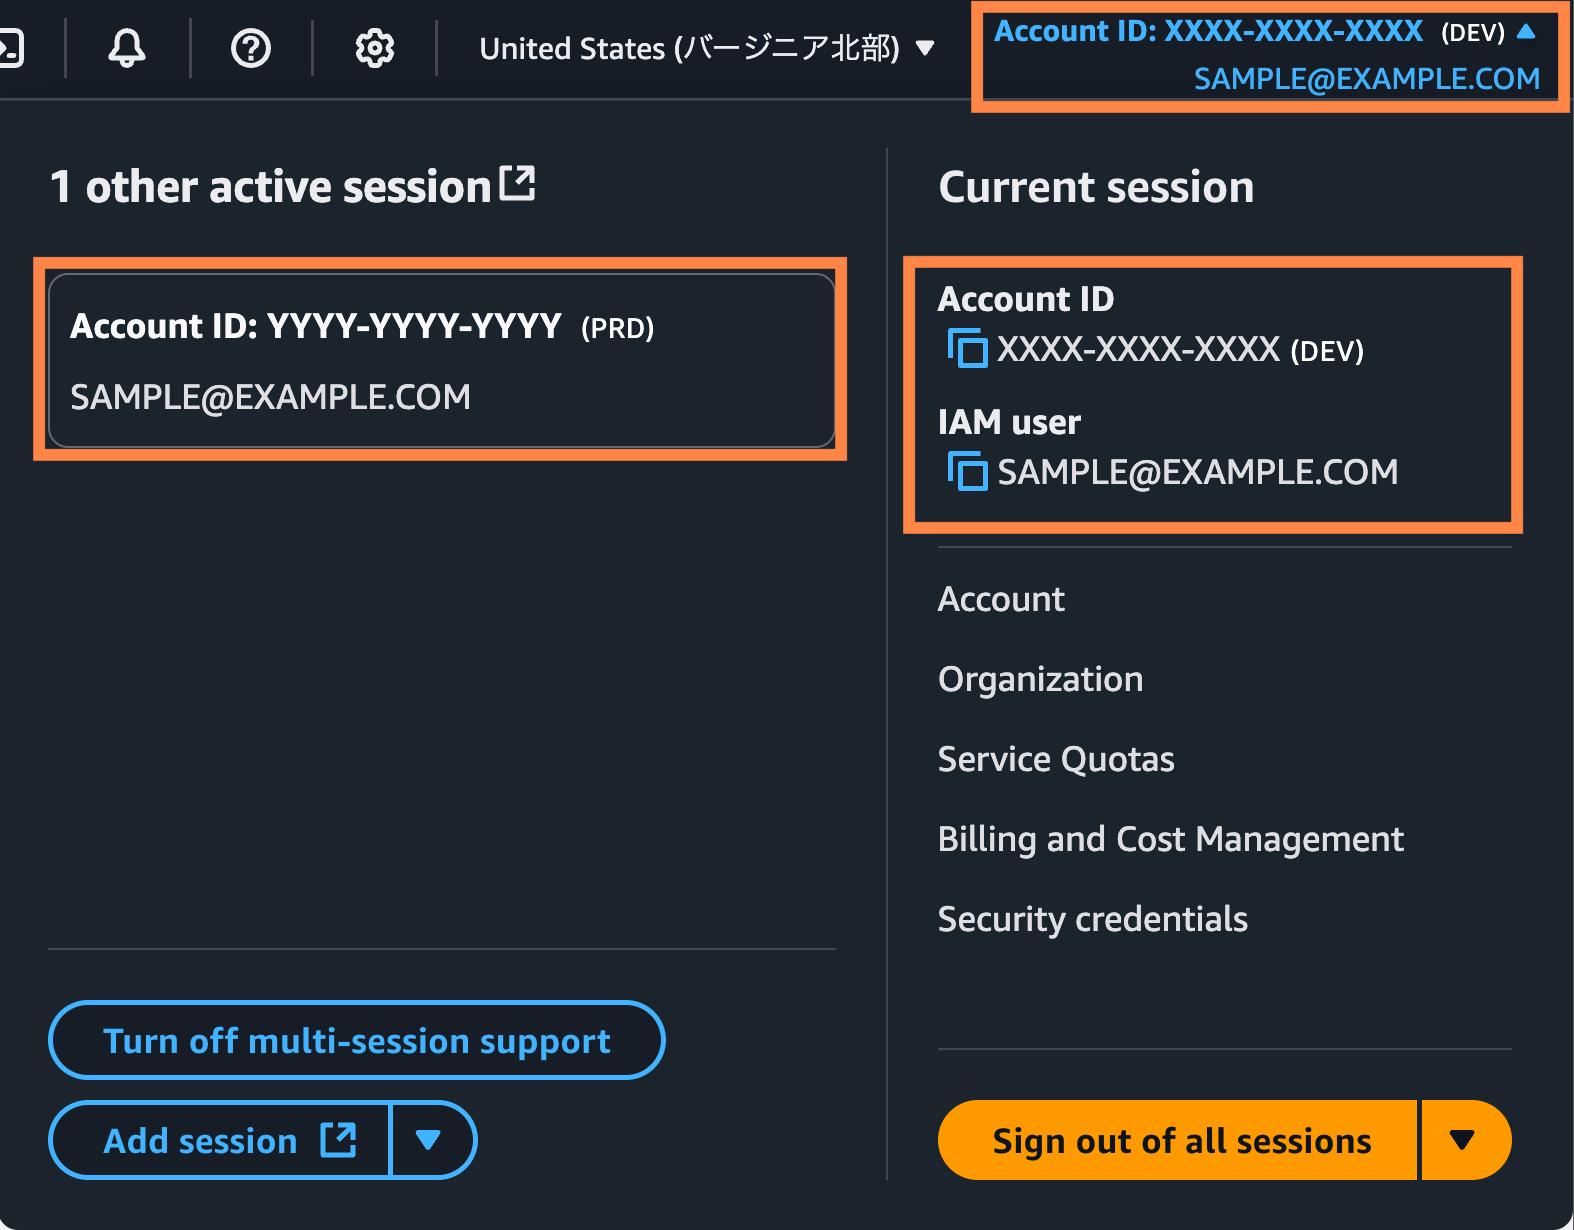 United States (バージニア北部) ▼
Account ID: XXXX-XXXX-XXXX (DEV) ▲
SAMPLE@EXAMPLE.COM
1 other active session
Account ID: YYYY-YYYY-YYYY (PRD)
SAMPLE@EXAMPLE.COM
Turn off multi-session support
Add session
Current session
Account ID
XXXX-XXXX-XXXX (DEV)
IAM user
SAMPLE@EXAMPLE.COM
Account
Organization
Service Quotas
Billing and Cost Management
Security credentials
Sign out of all sessions